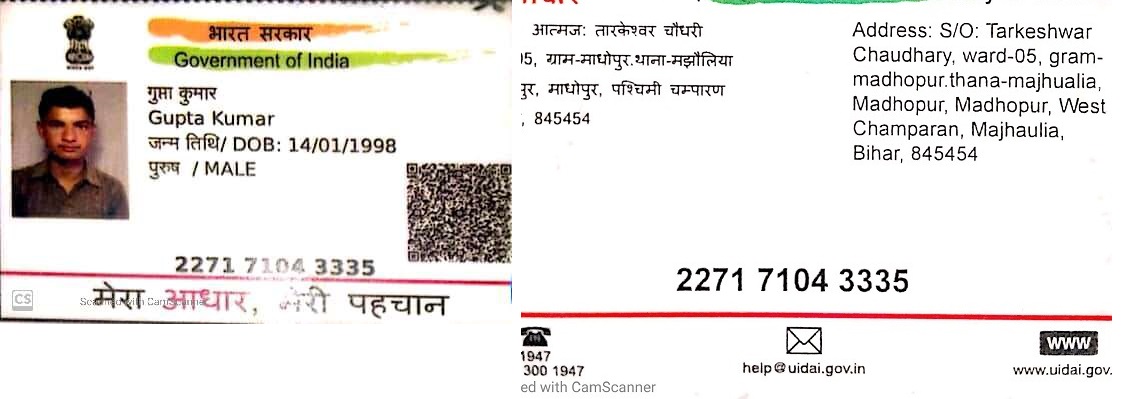 भारत सरकार
Government of India
गुप्ता कुमार
Gupta Kumar
जन्म तिथि/ DOB: 14/01/1998
पुरुष / MALE
2271 7104 3335
मेरा आधार, मेरी पहचान
CS
Scanned with CamScanner
आत्मज: तारकेश्वर चौधरी
05, ग्राम-माधोपुर.थाना-मझौलिया
पुर, माधोपुर, पश्चिमी चम्पारण
, 845454
Address: S/O: Tarkeshwar
Chaudhary, ward-05, gram-
madhopur.thana-majhualia,
Madhopur, Madhopur, West
Champaran, Majhaulia,
Bihar, 845454
2271 7104 3335
1947
300 1947
help@uidai.gov.in
WWW
www.uidai.gov.
ed with CamScanner